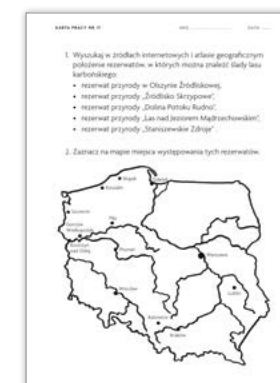 KARTA PRACY NR 17
1. Wyszukaj w źródłach internetowych i atlasie geograficznym
położenie rezerwatów, w których można znaleźć ślady lasu
karbońskiego:
• rezerwat przyrody w Olszynie Źródliskowej,
• rezerwat przyrody „Źródlisko Skrzypowe”,
• rezerwat przyrody „Dolina Potoku Rudno”,
• rezerwat przyrody „Las nad Jeziorem Mądrzechowskim”,
• rezerwat przyrody „Staniszewskie Zdroje”.
2. Zaznacz na mapie miejsca występowania tych rezerwatów.
Słupsk
Gdańsk
Koszalin
Szczecin
Piła
Gorzów
Wielkopolski
Kostrzyn
nad Odrą
Poznań
Warszawa
Wrocław
Lublin
Katowice
Kraków